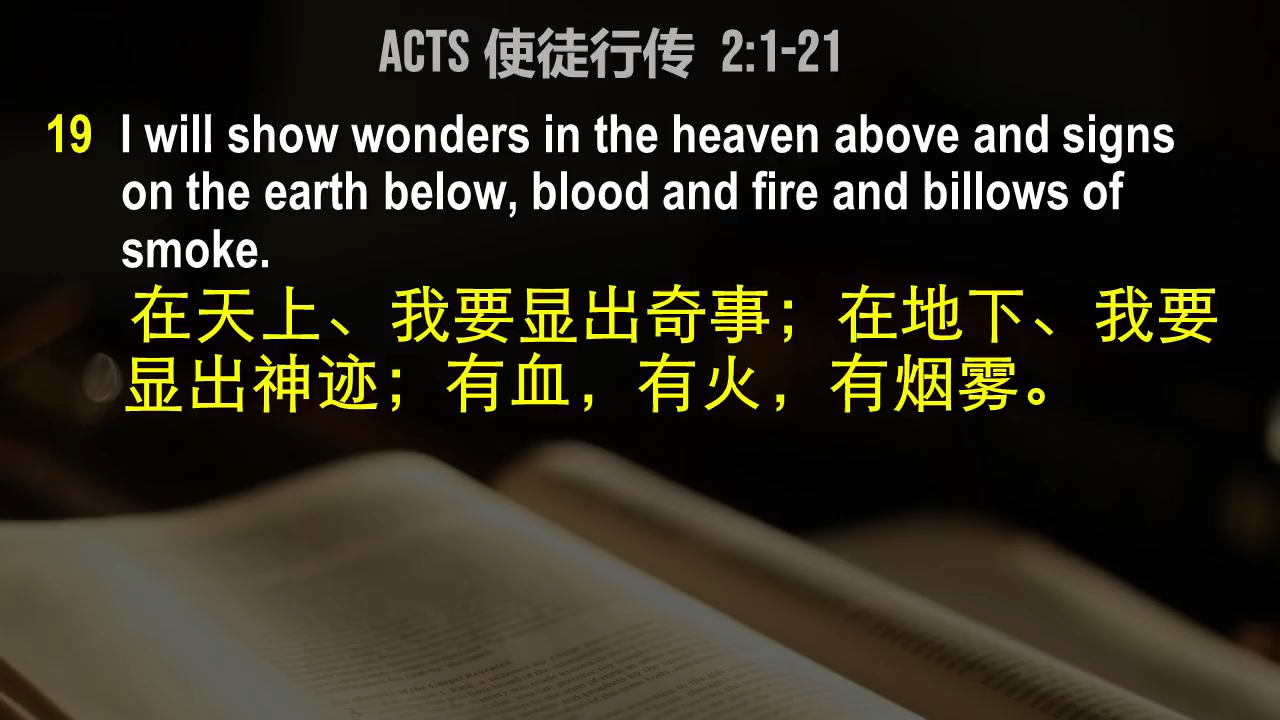 ACTS 使徒行传 2:1-21
19 I will show wonders in the heaven above and signs
on the earth below, blood and fire and billows of
smoke.
在天上、我要显出奇事；在地下、我要
显出神迹；有血，有火，有烟雾。